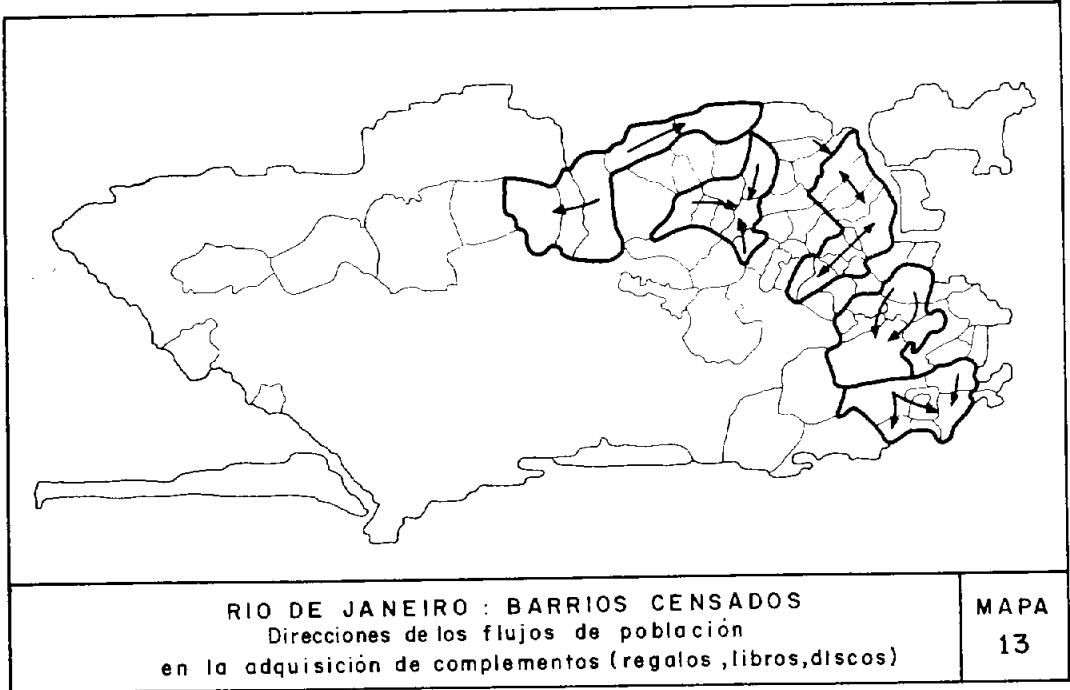 RIO DE JANEIRO : BARRIOS CENSADOS
Direcciones de los flujos de población
en la adquisición de complementos (regalos ,libros,discos)
MAPA
13